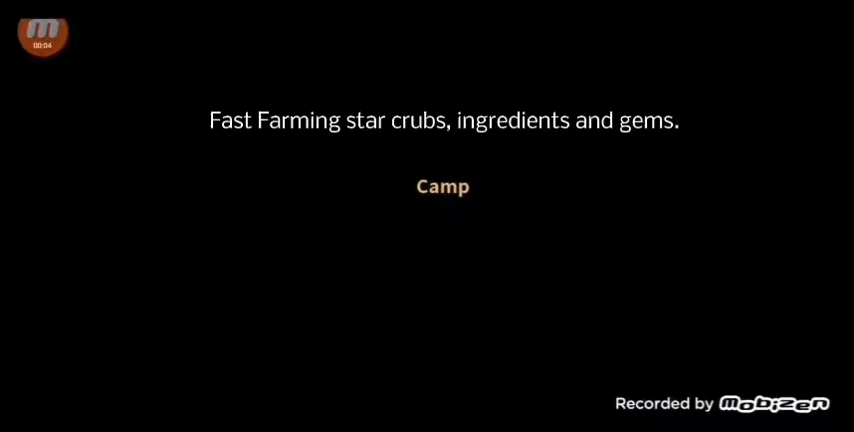 00:04
Fast Farming star crubs, ingredients and gems.
Camp
Recorded by mobizen